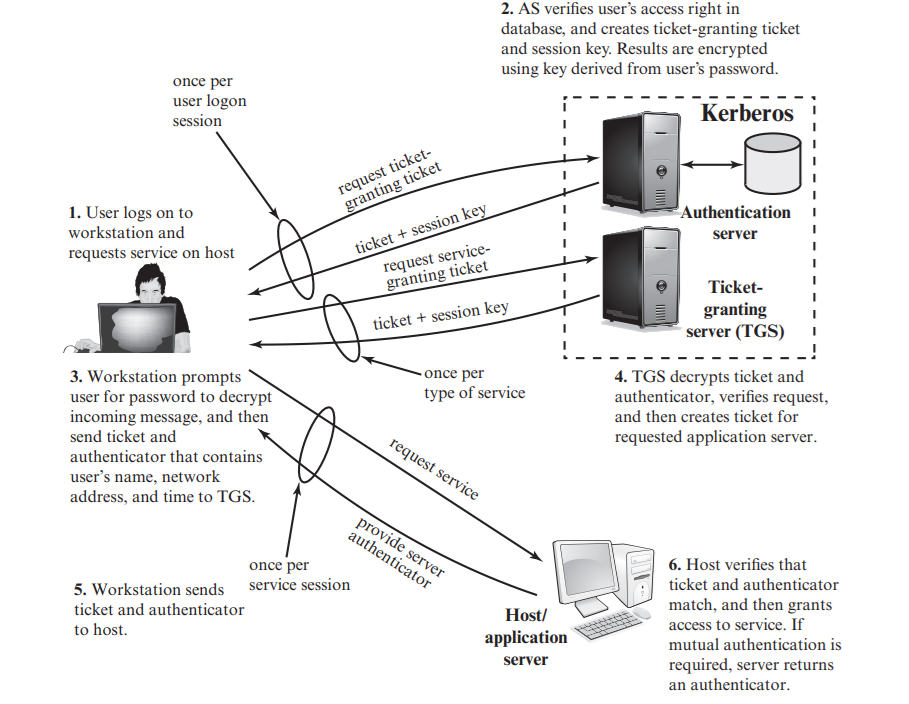 2. AS verifies user's access right in
database, and creates ticket-granting ticket
and session key. Results are encrypted
using key derived from user's password.
once per
user logon
session
Kerberos
request ticket-
granting ticket
1. User logs on to
workstation and
requests service on host
ticket + session key
Authentication
server
request service-
granting ticket
Ticket-
granting
server (TGS)
ticket + session key
once per
type of service
3. Workstation prompts
user for password to decrypt
incoming message, and then
send ticket and
authenticator that contains
user's name, network
address, and time to TGS.
4. TGS decrypts ticket and
authenticator, verifies request,
and then creates ticket for
requested application server.
request service
provide server
authenticator
once per
service session
5. Workstation sends
ticket and authenticator
to host.
Host/
application
server
6. Host verifies that
ticket and authenticator
match, and then grants
access to service. If
mutual authentication is
required, server returns
an authenticator.